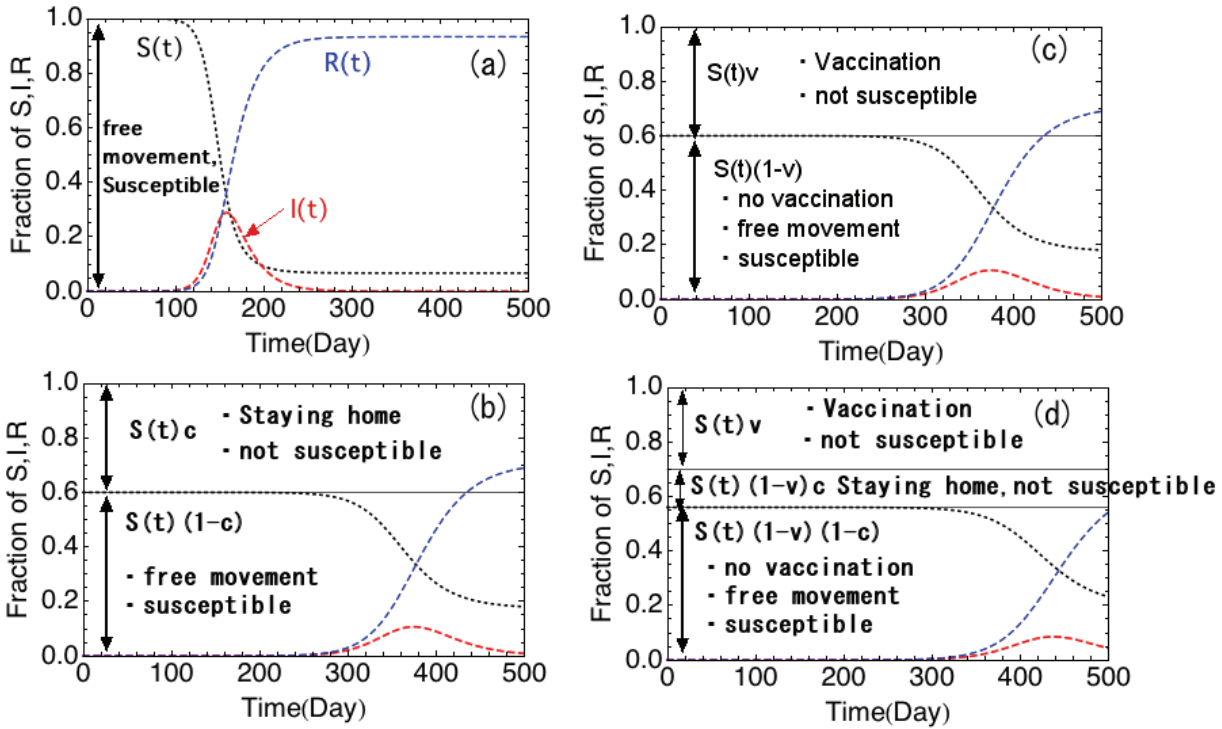 1.0
0.8
0.6
0.4
0.2
0.0
Fraction of S,I,R
S(t)
R(t)
(a)
free
movement,
Susceptible
I(t)
0 100 200 300 400 500
Time(Day)
1.0
0.8
0.6
0.4
0.2
0.0
Fraction of S,I,R
(c)
S(t)v
· Vaccination
· not susceptible
S(t)(1-v)
· no vaccination
· free movement
· susceptible
0 100 200 300 400 500
Time(Day)
1.0
0.8
0.6
0.4
0.2
0.0
Fraction of S,I,R
(b)
S(t)c
· Staying home
· not susceptible
S(t)(1-c)
· free movement
· susceptible
0 100 200 300 400 500
Time(Day)
1.0
0.8
0.6
0.4
0.2
0.0
Fraction of S,I,R
(d)
S(t)v
· Vaccination
· not susceptible
S(t)(1-v)c Staying home, not susceptible
S(t)(1-v)(1-c)
· no vaccination
· free movement
· susceptible
0 100 200 300 400 500
Time(Day)